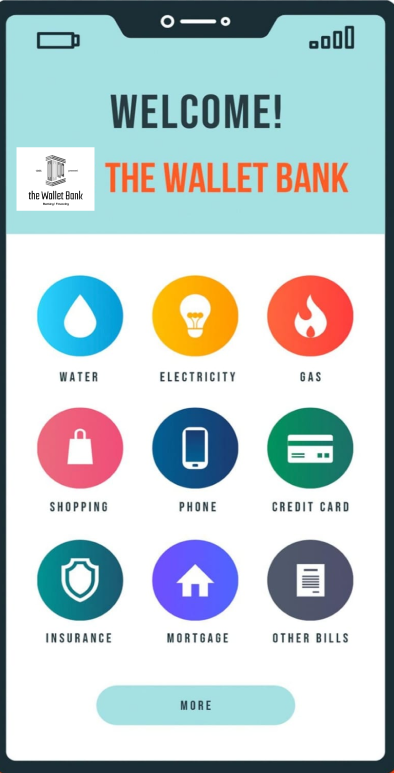 WELCOME!
the Wallet Bank
THE WALLET BANK
WATER
ELECTRICITY
GAS
SHOPPING
PHONE
CREDIT CARD
INSURANCE
MORTGAGE
OTHER BILLS
MORE